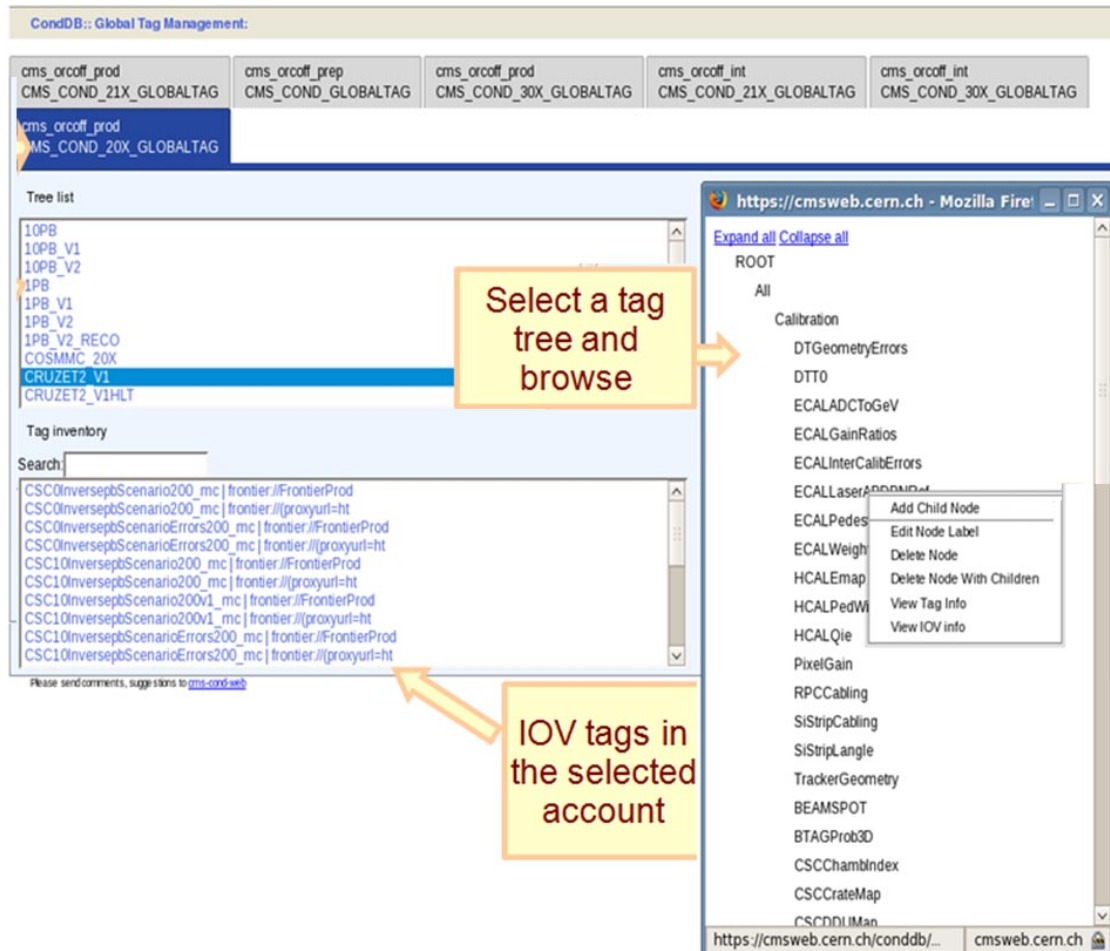 CondDB:: Global Tag Management:
cms_orcoff_prod
CMS_COND_21X_GLOBALTAG
cms_orcoff_prep
CMS_COND_GLOBALTAG
cms_orcoff_prod
CMS_COND_30X_GLOBALTAG
cms_orcoff_int
CMS_COND_21X_GLOBALTAG
cms_orcoff_int
CMS_COND_30X_GLOBALTAG
cms_orcoff_prod
CMS_COND_20X_GLOBALTAG
Tree list
10PB
10PB_V1
10PB_V2
1PB
1PB_V1
1PB_V2
1PB_V2_RECO
COSMMC_20X
CRUZET2_V1
CRUZET2_V1HLT
Tag inventory
Search:
CSC0InversepbScenario200_mc | frontier://FrontierProd
CSC0InversepbScenario200_mc | frontier://(proxyurl=ht
CSC0InversepbScenarioErrors200_mc | frontier://FrontierProd
CSC0InversepbScenarioErrors200_mc | frontier://(proxyurl=ht
CSC10InversepbScenario200_mc | frontier://FrontierProd
CSC10InversepbScenario200_mc | frontier://(proxyurl=ht
CSC10InversepbScenario200v1_mc | frontier://FrontierProd
CSC10InversepbScenario200v1_mc | frontier://(proxyurl=ht
CSC10InversepbScenarioErrors200_mc | frontier://FrontierProd
CSC10InversepbScenarioErrors200_mc | frontier://(proxyurl=ht
Please send comments, suggestions to cms-cond-web
Select a tag
tree and
browse
IOV tags in
the selected
account
https://cmsweb.cern.ch - Mozilla Firef
Expand all Collapse all
ROOT
All
Calibration
DTGeometryErrors
DTT0
ECALADCToGeV
ECALGainRatios
ECALInterCalibErrors
ECALLaserAPDPNRef
ECALPedes
ECALWeigh
HCALEmap
HCALPedWi
HCALQie
PixelGain
RPCCabling
SiStripCabling
SiStripLangle
TrackerGeometry
BEAMSPOT
BTAGProb3D
CSCChambIndex
CSCCrateMap
CSCDDUMap
Add Child Node
Edit Node Label
Delete Node
Delete Node With Children
View Tag Info
View IOV info
https://cmsweb.cern.ch/conddb/...
cmsweb.cern.ch